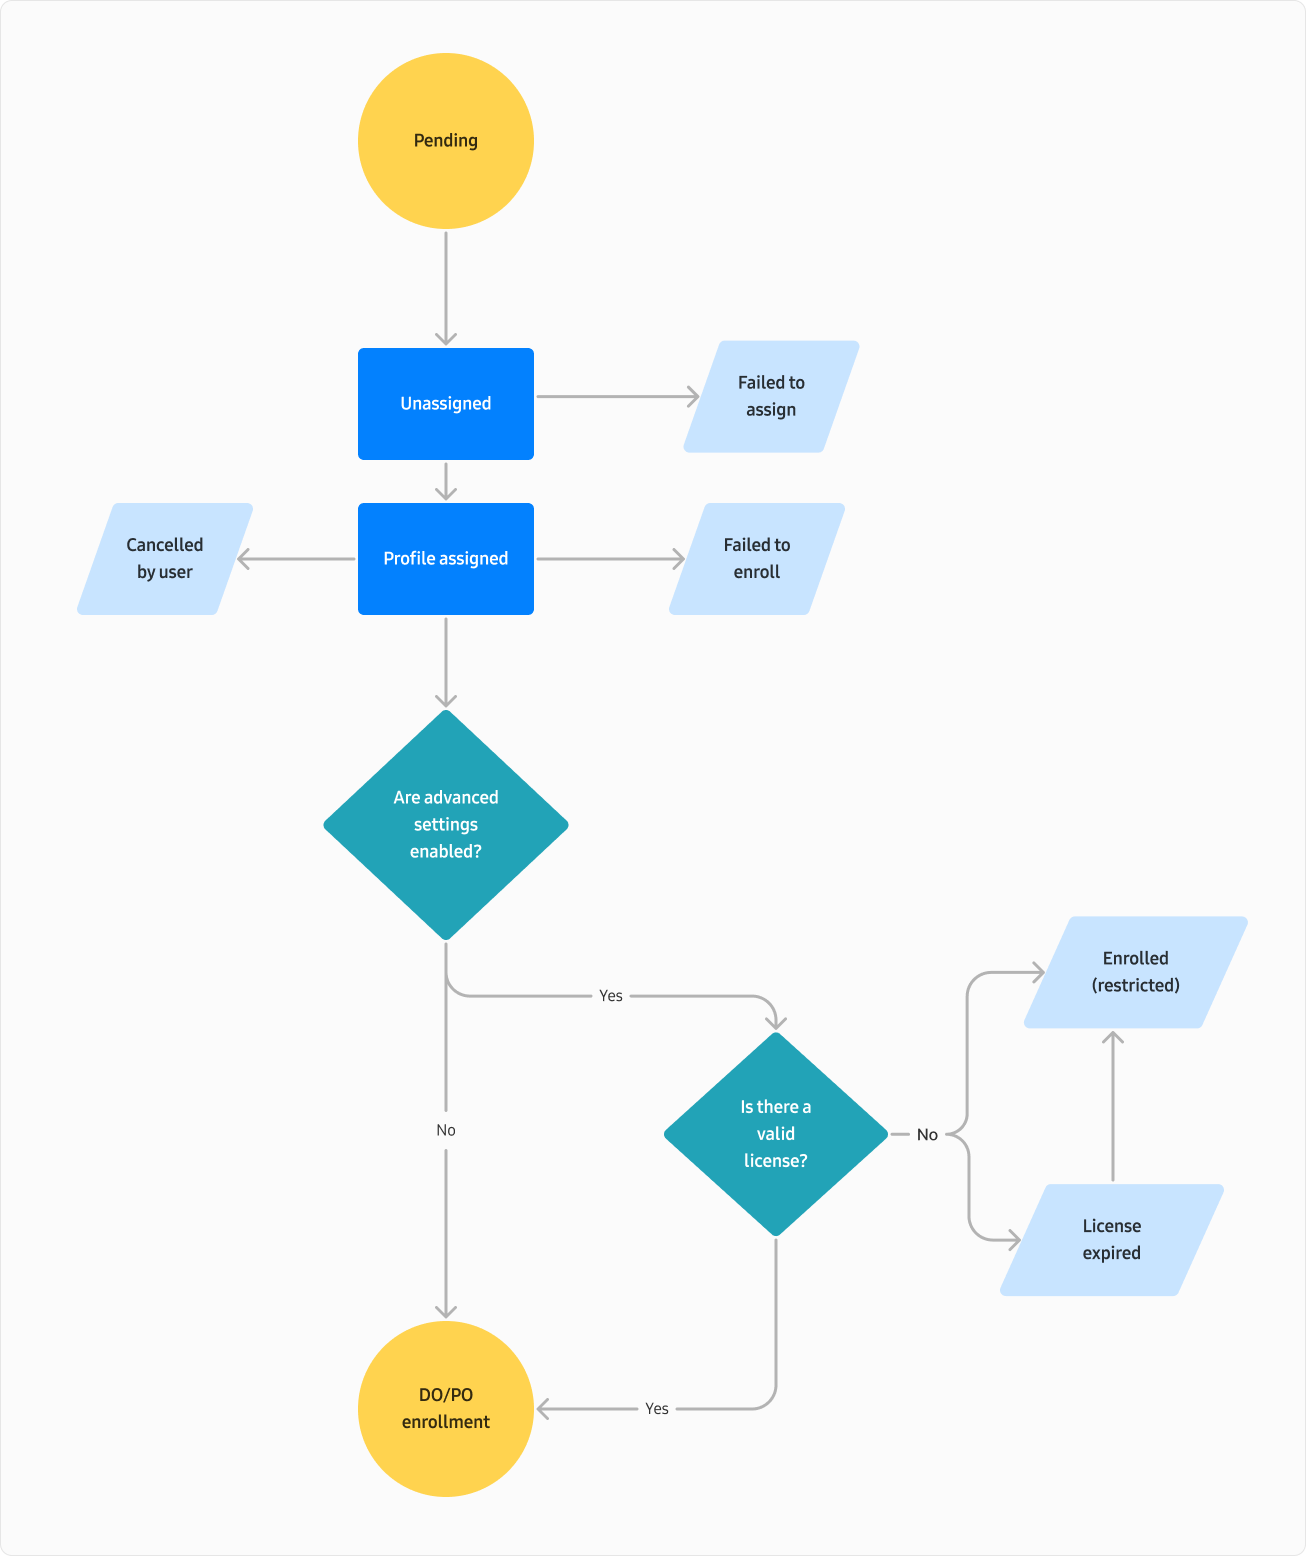 Pending
Unassigned
Failed to
assign
Cancelled
by user
Profile assigned
Failed to
enroll
Are advanced
settings
enabled?
Yes
No
Is there a
valid
license?
No
Enrolled
(restricted)
License
expired
DO/PO
enrollment
Yes